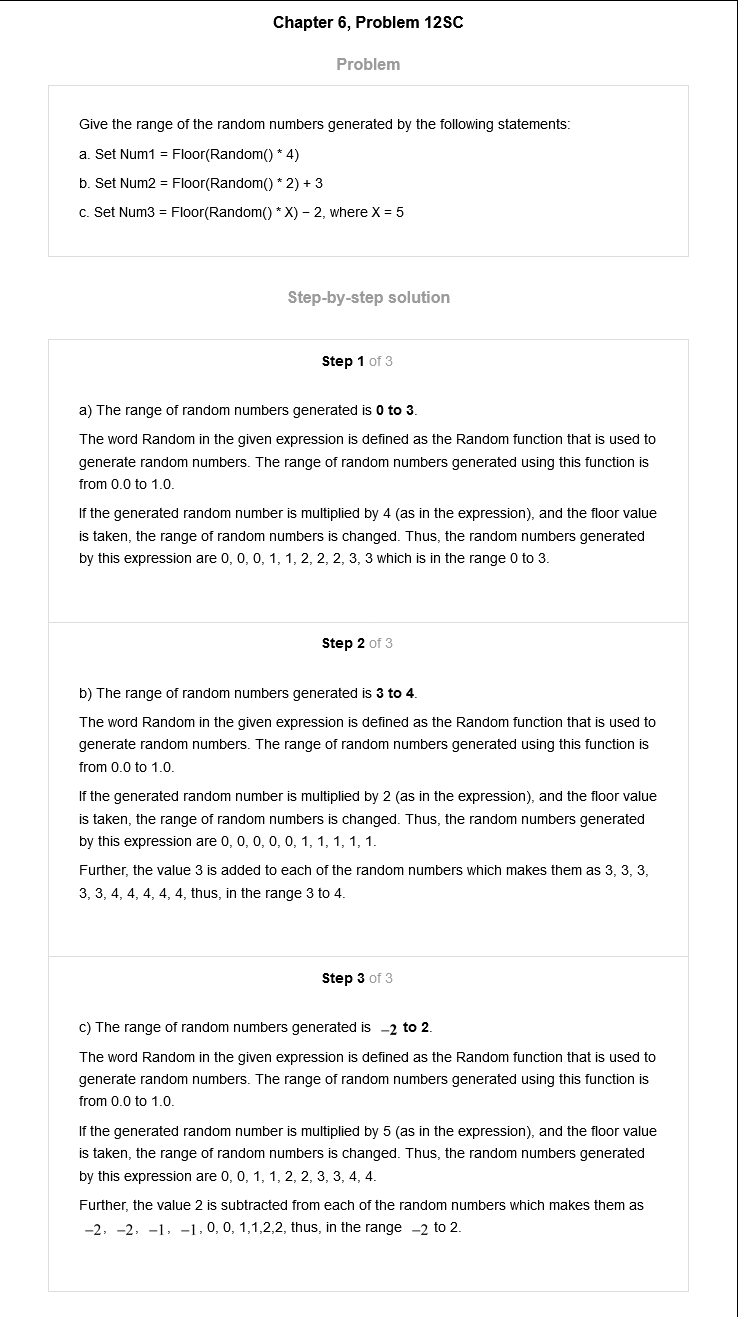 Chapter 6, Problem 12SC
Problem
Give the range of the random numbers generated by the following statements:
a. Set Num1 = Floor(Random() * 4)
b. Set Num2 = Floor(Random() * 2) + 3
c. Set Num3 = Floor(Random() * X) – 2, where X = 5
Step-by-step solution
Step 1 of 3
a) The range of random numbers generated is 0 to 3.
The word Random in the given expression is defined as the Random function that is used to
generate random numbers. The range of random numbers generated using this function is
from 0.0 to 1.0.
If the generated random number is multiplied by 4 (as in the expression), and the floor value
is taken, the range of random numbers is changed. Thus, the random numbers generated
by this expression are 0, 0, 0, 1, 1, 2, 2, 2, 3, 3 which is in the range 0 to 3.
Step 2 of 3
b) The range of random numbers generated is 3 to 4.
The word Random in the given expression is defined as the Random function that is used to
generate random numbers. The range of random numbers generated using this function is
from 0.0 to 1.0.
If the generated random number is multiplied by 2 (as in the expression), and the floor value
is taken, the range of random numbers is changed. Thus, the random numbers generated
by this expression are 0, 0, 0, 0, 0, 1, 1, 1, 1, 1.
Further, the value 3 is added to each of the random numbers which makes them as 3, 3, 3,
3, 3, 4, 4, 4, 4, 4, thus, in the range 3 to 4.
Step 3 of 3
c) The range of random numbers generated is –2 to 2.
The word Random in the given expression is defined as the Random function that is used to
generate random numbers. The range of random numbers generated using this function is
from 0.0 to 1.0.
If the generated random number is multiplied by 5 (as in the expression), and the floor value
is taken, the range of random numbers is changed. Thus, the random numbers generated
by this expression are 0, 0, 1, 1, 2, 2, 3, 3, 4, 4.
Further, the value 2 is subtracted from each of the random numbers which makes them as
–2, –2, –1, –1, 0, 0, 1,1,2,2, thus, in the range –2 to 2.